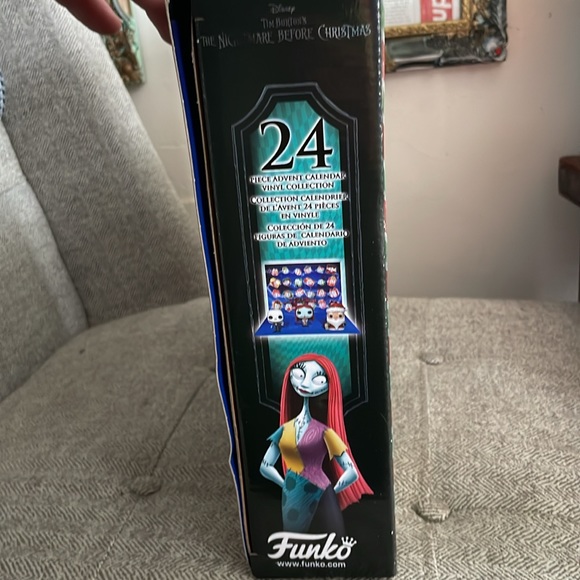 Disney
Tim Burton's
The Nightmare Before Christmas
24
Piece Advent Calendar
Vinyl Collection
Collection Calendrier
de l'Avent 24 pièces
en vinyle
Colección de 24
figuras de calendario
de adviento
Funko
www.funko.com
UF